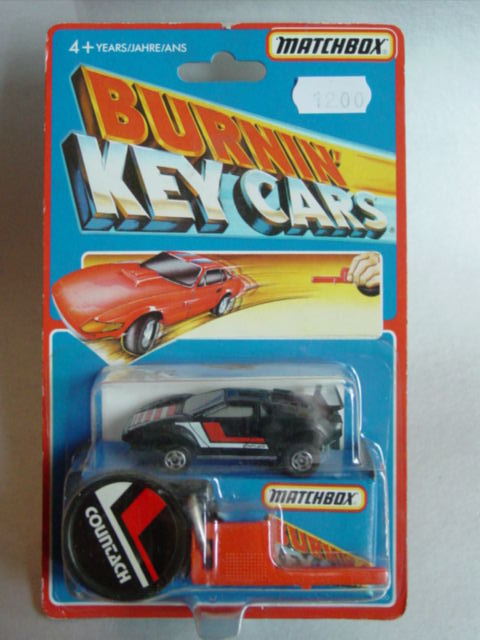 4+ YEARS/JAHRE/ANS
MATCHBOX
12.00
BURNIN'
KEY CARS®
MATCHBOX
COUNTACH